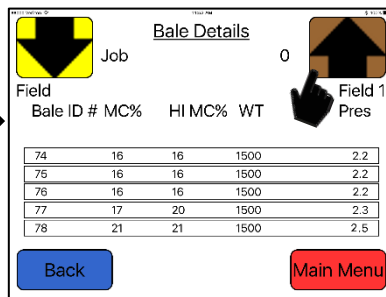 Bale Details
Job 0
Field Field 1
Bale ID # MC% HI MC% WT Pres
74 16 16 1500 2.2
75 16 16 1500 2.2
76 16 16 1500 2.2
77 17 20 1500 2.3
78 21 21 1500 2.5
Back Main Menu